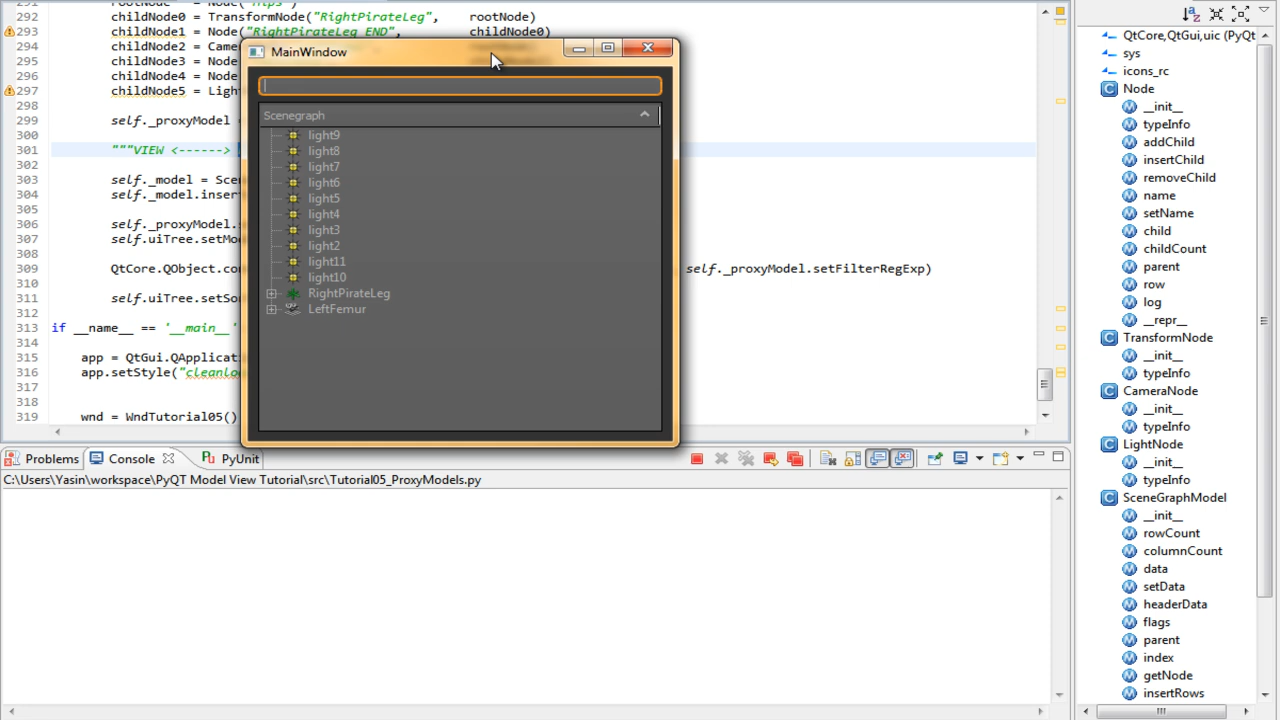 291 rootNode = Node("Hips")
292 childNode0 = TransformNode("RightPirateLeg", rootNode)
293 childNode1 = Node("RightPirateLeg_END", childNode0)
294 childNode2 = Came
295 childNode3 = Node
296 childNode4 = Node
297 childNode5 = Ligh
298
299 self._proxyModel
300
301 """VIEW <------>
302
303 self._model = Sce
304 self._model.inser
305
306 self._proxyModel.
307 self.uiTree.setMo
308
309 QtCore.QObject.co self._proxyModel.setFilterRegExp)
310
311 self.uiTree.setSo
312
313 if __name__ == '__main__'
314
315 app = QtGui.QApplicati
316 app.setStyle("cleanlo
317
318
319 wnd = WndTutorial05()
MainWindow
Scenegraph
light9
light8
light7
light6
light5
light4
light3
light2
light11
light10
RightPirateLeg
LeftFemur
Problems Console PyUnit
C:\Users\Yasin\workspace\PyQT Model View Tutorial\src\Tutorial05_ProxyModels.py
QtCore,QtGui,uic (PyQt
sys
icons_rc
Node
__init__
typeInfo
addChild
insertChild
removeChild
name
setName
child
childCount
parent
row
log
__repr__
TransformNode
__init__
typeInfo
CameraNode
__init__
typeInfo
LightNode
__init__
typeInfo
SceneGraphModel
__init__
rowCount
columnCount
data
setData
headerData
flags
parent
index
getNode
insertRows